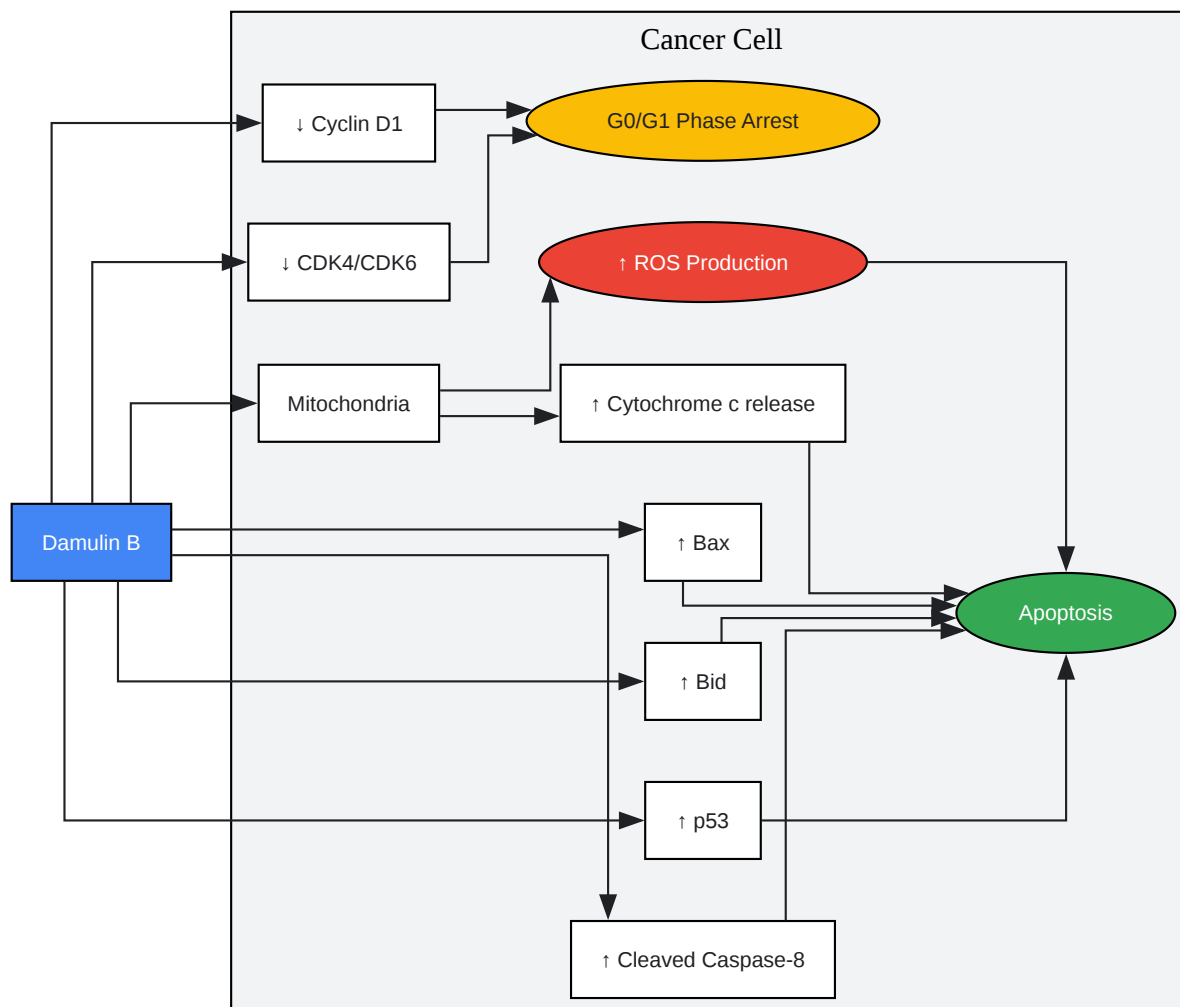 Cancer Cell
↓ Cyclin D1
G0/G1 Phase Arrest
↓ CDK4/CDK6
↑ ROS Production
Mitochondria
↑ Cytochrome c release
Damulin B
↑ Bax
Apoptosis
↑ Bid
↑ p53
↑ Cleaved Caspase-8